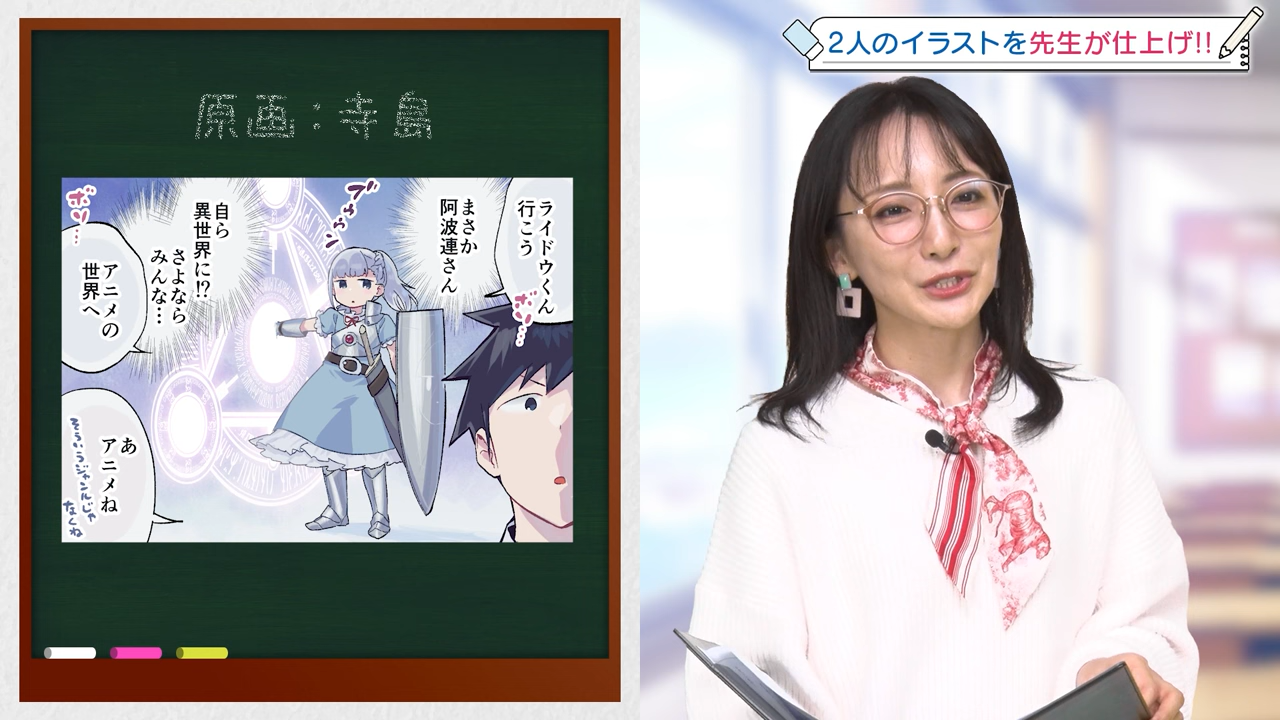 2人のイラストを先生が仕上げ!!
原画:寺島
ライドウくん
行こう
ボソ…
まさか
阿波連さん
ブゥゥン
自ら
異世界に!?
さよなら
みんな…
ボソ…
アニメの
世界へ
あ
アニメね
そういうジャンルじゃ
なくね